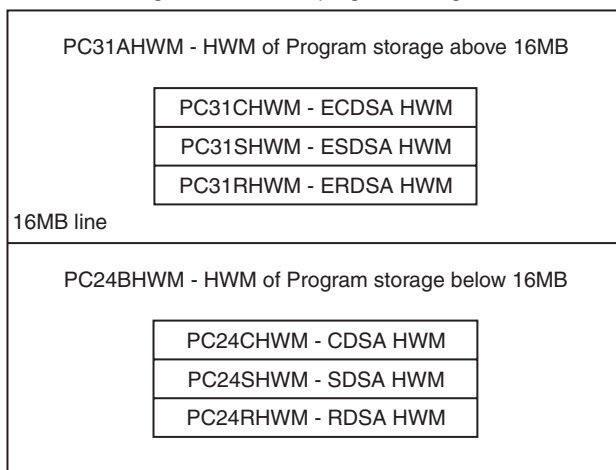 PC31AHWM - HWM of Program storage above 16MB
PC31CHWM - ECDSA HWM
PC31SHWM - ESDSA HWM
PC31RHWM - ERDSA HWM
16MB line
PC24BHWM - HWM of Program storage below 16MB
PC24CHWM - CDSA HWM
PC24SHWM - SDSA HWM
PC24RHWM - RDSA HWM